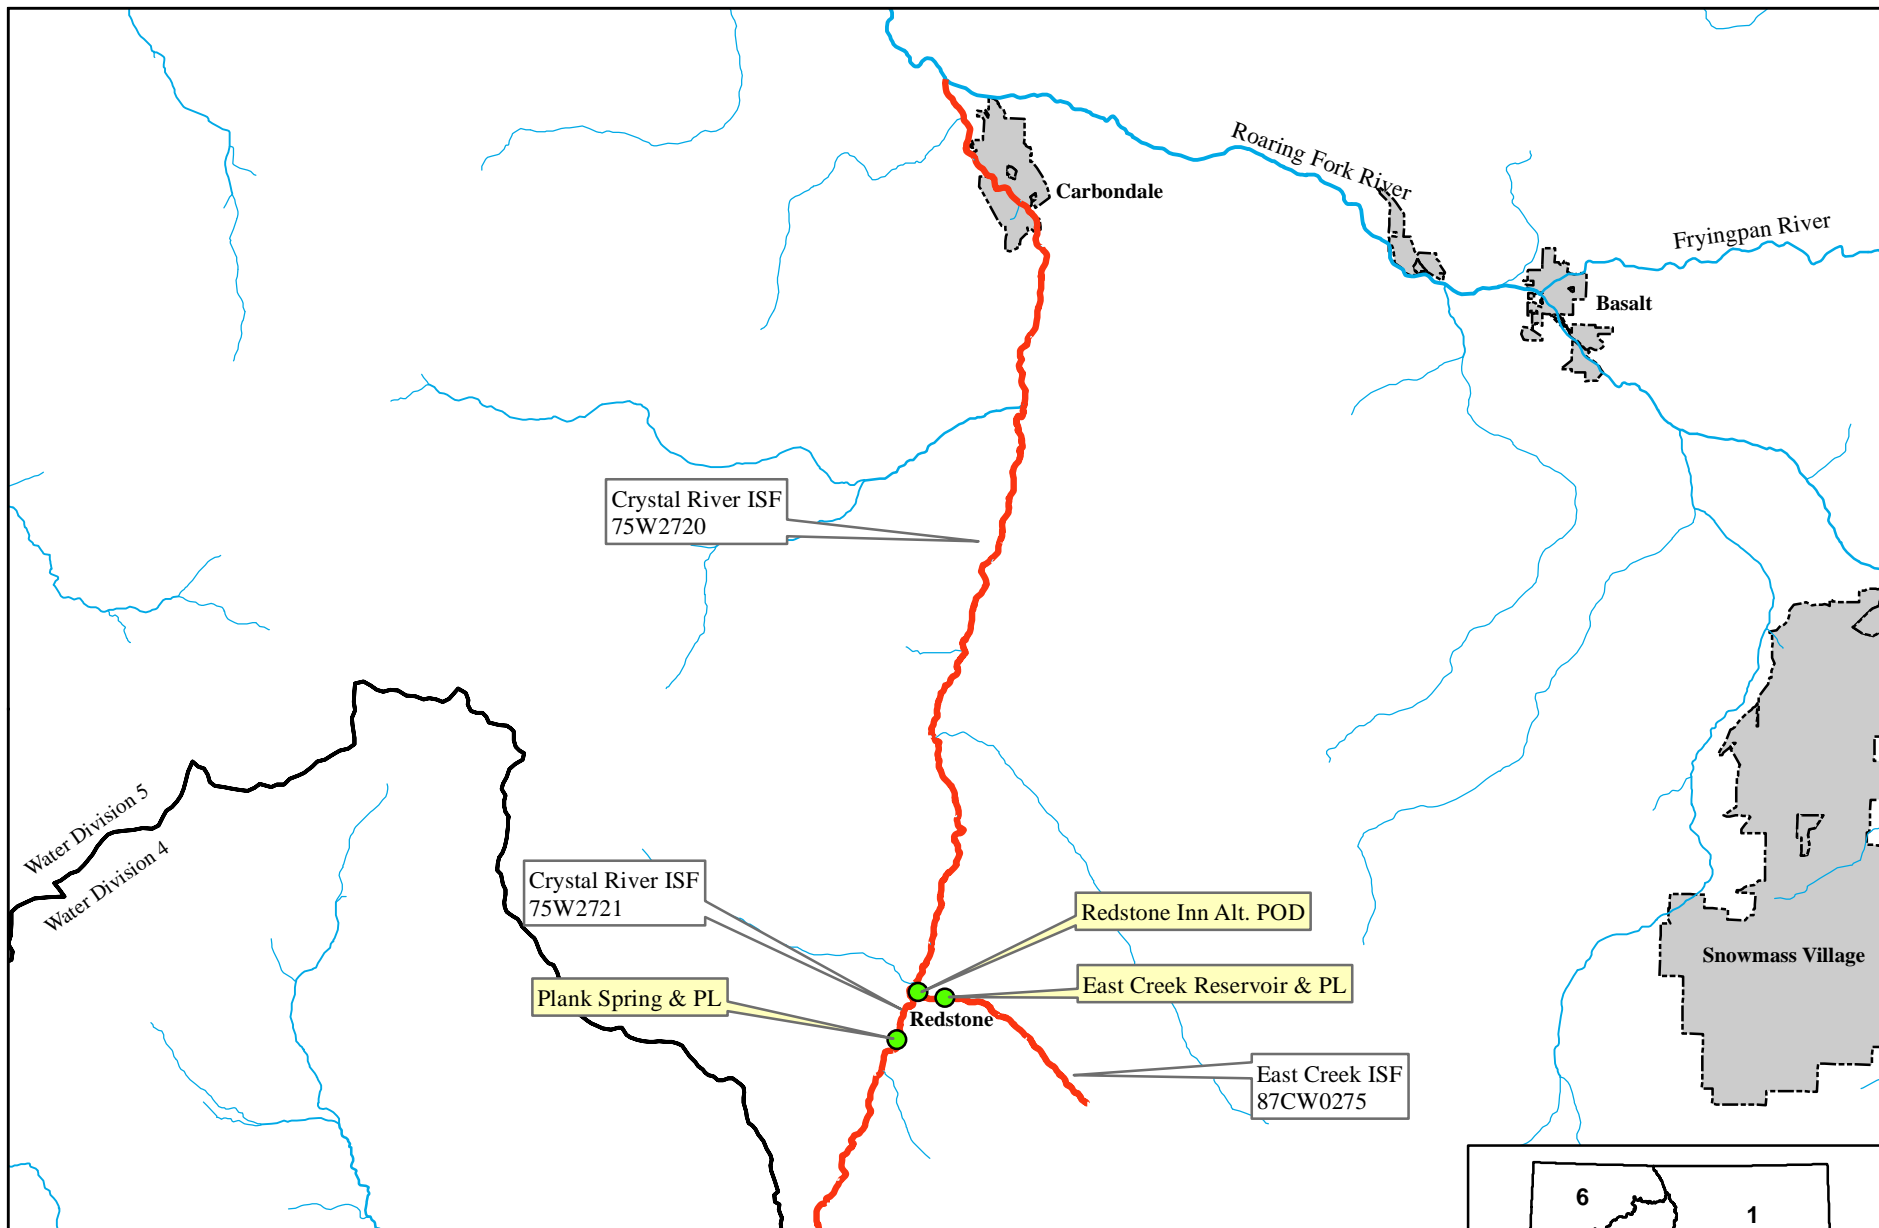 Roaring Fork River
Carbondale
Fryingpan River
Basalt
Crystal River ISF
75W2720
Water Division 5
Water Division 4
Crystal River ISF
75W2721
Redstone Inn Alt. POD
Snowmass Village
Plank Spring & PL
East Creek Reservoir & PL
Redstone
East Creek ISF
87CW0275
6
1